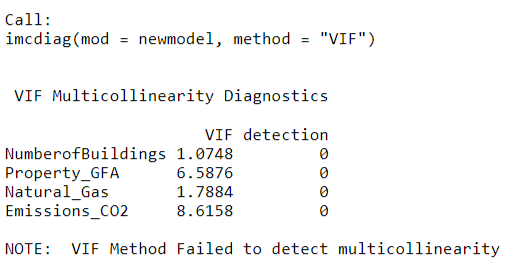 Call:
imcdiag(mod = newmodel, method = "VIF")
VIF Multicollinearity Diagnostics
VIF detection
NumberofBuildings 1.0748 0
Property_GFA 6.5876 0
Natural_Gas 1.7884 0
Emissions_CO2 8.6158 0
NOTE: VIF Method Failed to detect multicollinearity